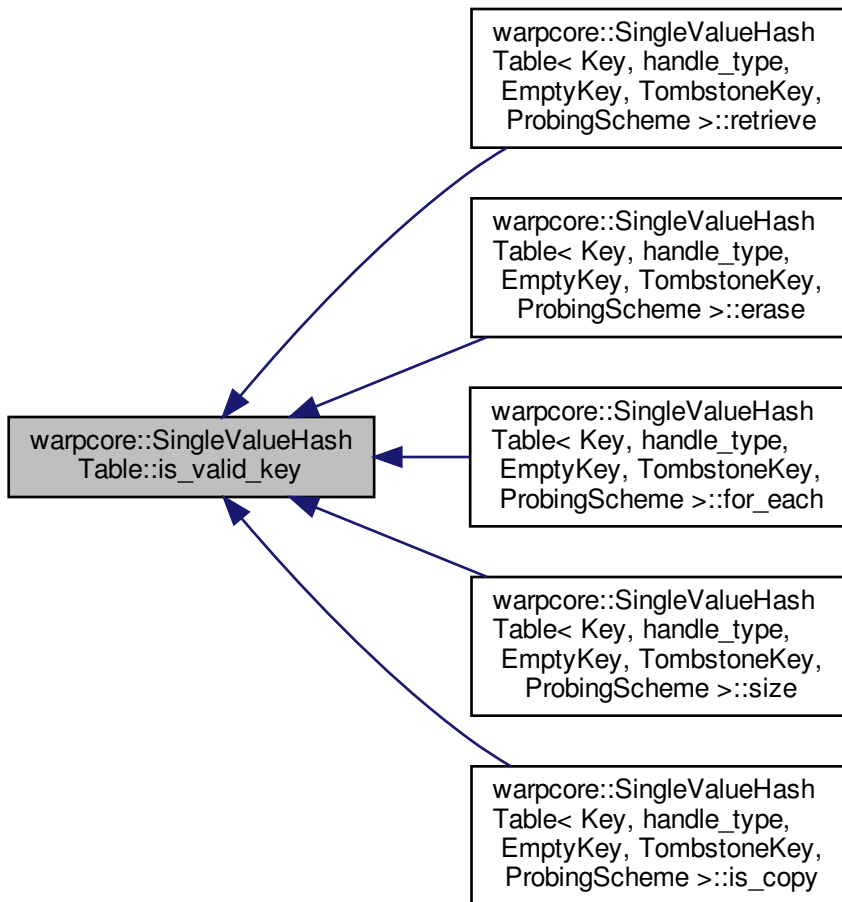 warpcore::SingleValueHash
Table< Key, handle_type,
EmptyKey, TombstoneKey,
ProbingScheme >::retrieve
warpcore::SingleValueHash
Table< Key, handle_type,
EmptyKey, TombstoneKey,
ProbingScheme >::erase
warpcore::SingleValueHash
Table::is_valid_key
warpcore::SingleValueHash
Table< Key, handle_type,
EmptyKey, TombstoneKey,
ProbingScheme >::for_each
warpcore::SingleValueHash
Table< Key, handle_type,
EmptyKey, TombstoneKey,
ProbingScheme >::size
warpcore::SingleValueHash
Table< Key, handle_type,
EmptyKey, TombstoneKey,
ProbingScheme >::is_copy